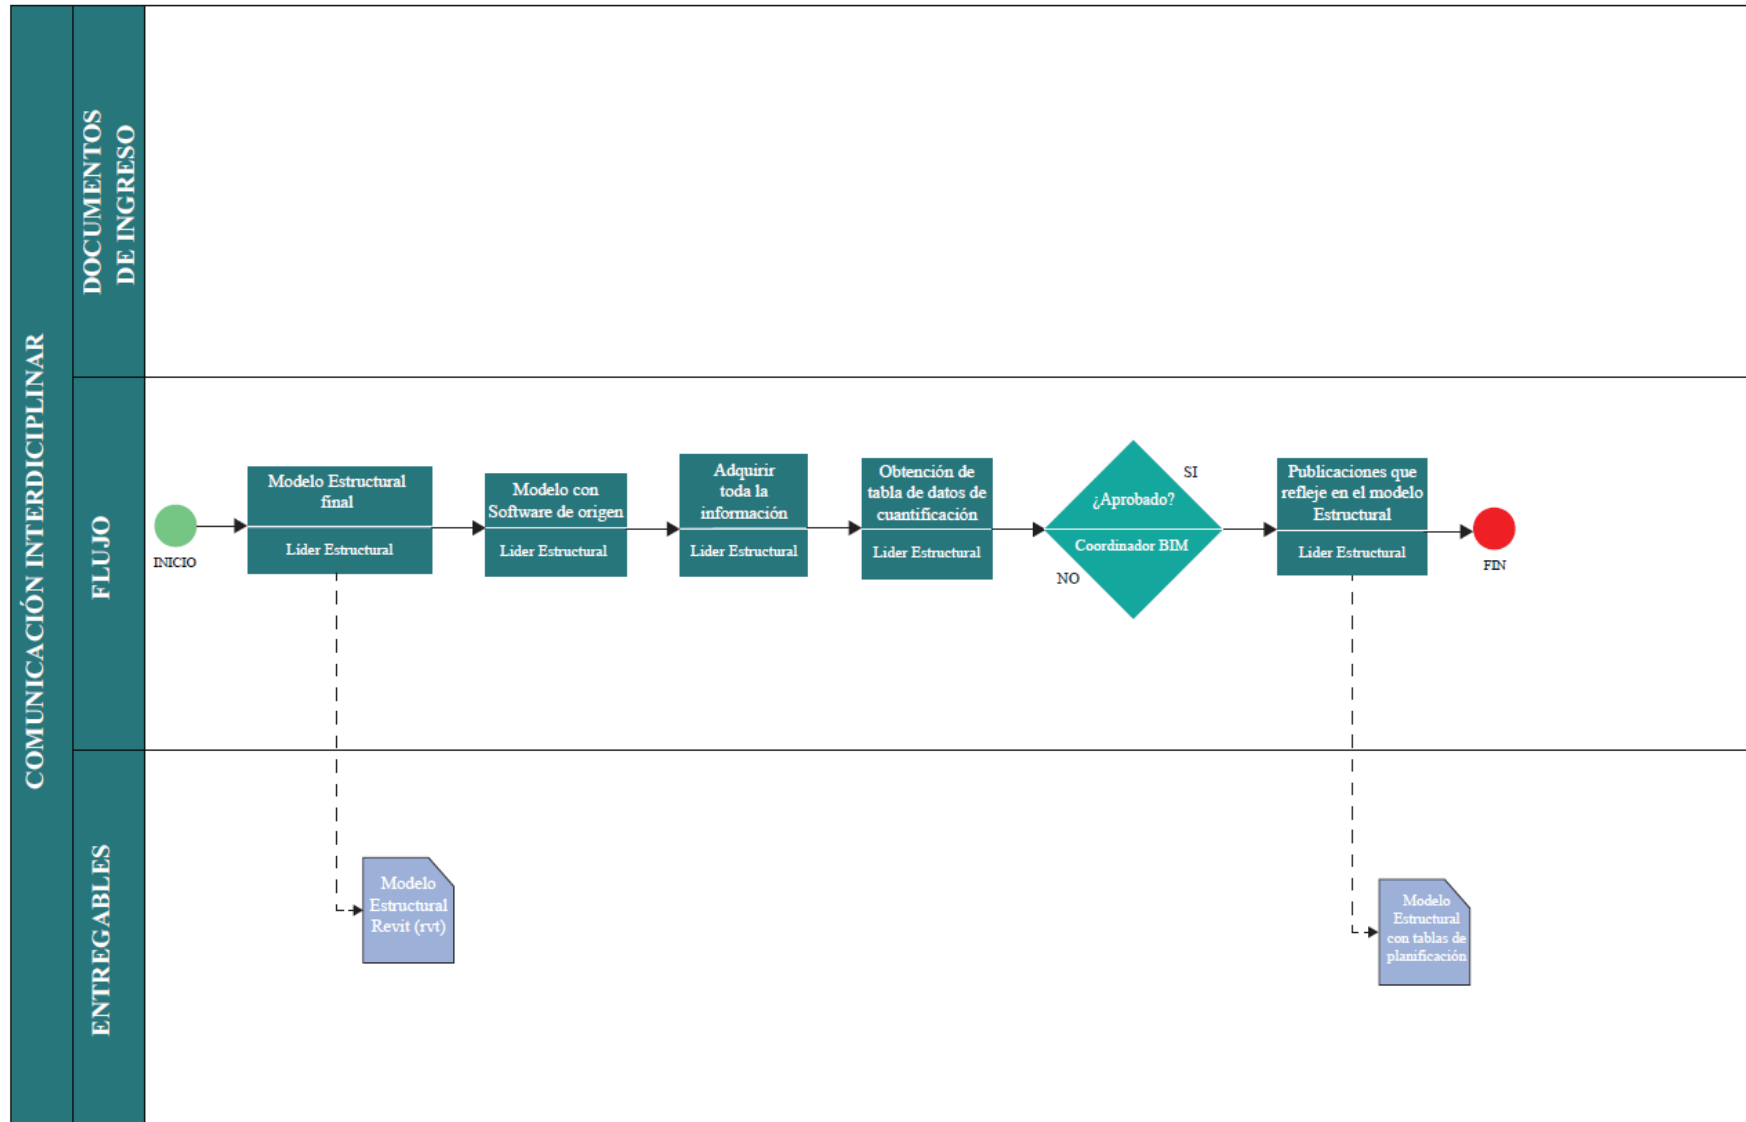 COMUNICACIÓN INTERDICIPLINAR
DOCUMENTOS
DE INGRESO
FLUJO
INICIO
Modelo Estructural
final
Líder Estructural
Modelo con
Software de origen
Lider Estructural
Adquirir
toda la
información
Lider Estructural
Obtención de
tabla de datos de
cuantificación
Lider Estructural
¿Aprobado?
Coordinador BIM
SI
NO
Publicaciones que
refleje en el modelo
Estructural
Lider Estructural
FIN
ENTREGABLES
Modelo
Estructural
Revit (rvt)
Modelo
Estructural
con tablas de
planificación